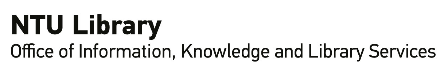 NTU Library
Office of Information, Knowledge and Library Services